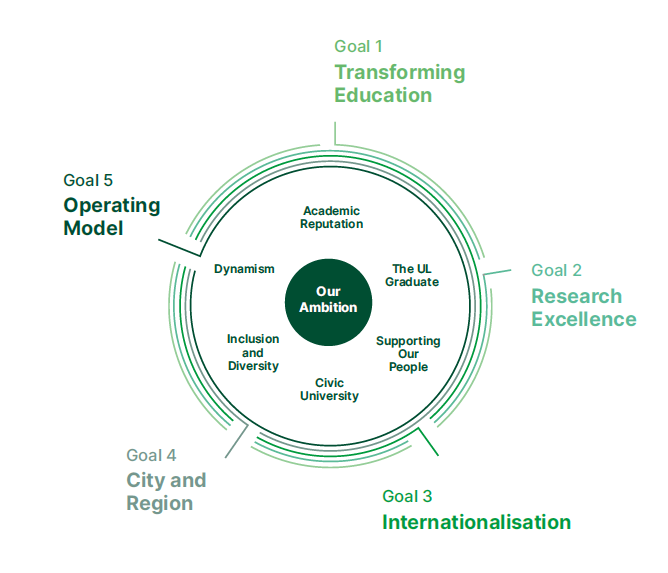 Goal 1
Transforming
Education
Goal 5
Operating
Model
Academic
Reputation
Dynamism
Our
Ambition
The UL
Graduate
Goal 2
Research
Excellence
Inclusion
and
Diversity
Supporting
Our
People
Civic
University
Goal 4
City and
Region
Goal 3
Internationalisation